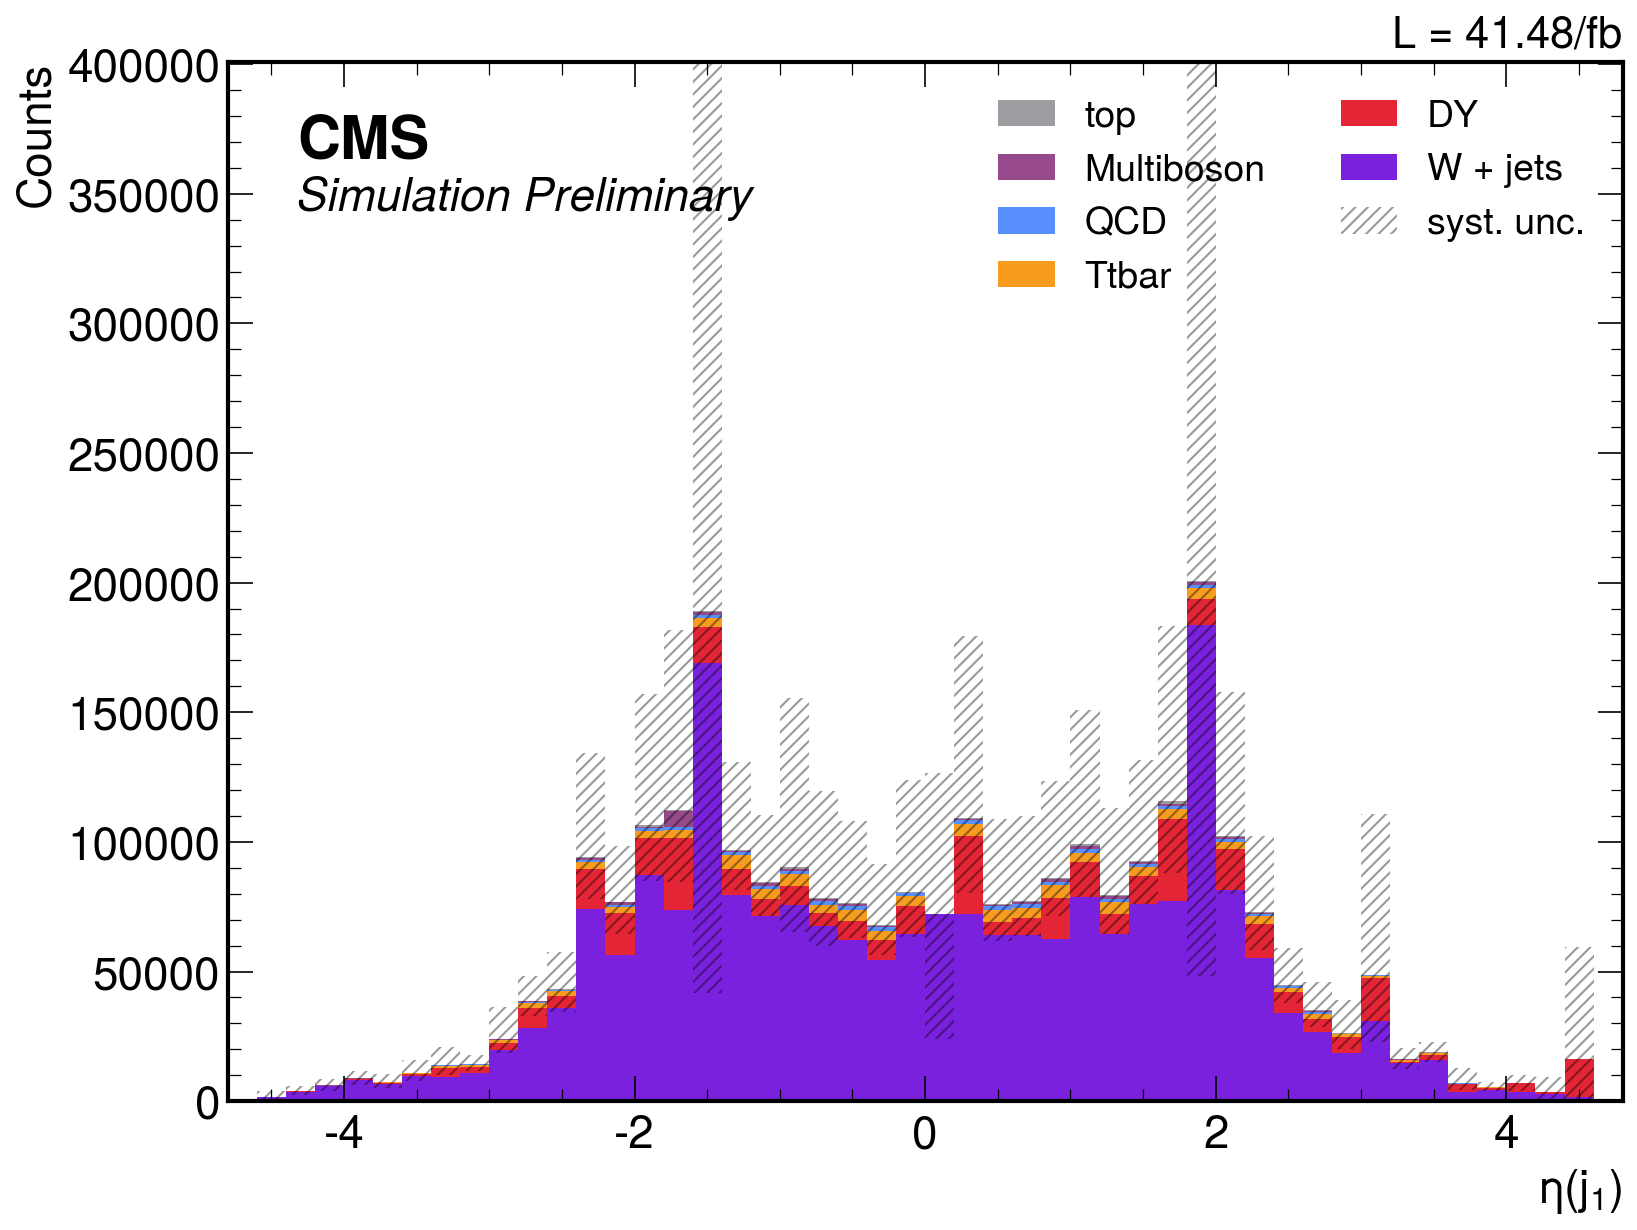 L = 41.48/fb
Counts
400000
350000
300000
250000
200000
150000
100000
50000
0
CMS
Simulation Preliminary
top
Multiboson
QCD
Ttbar
DY
W + jets
syst. unc.
-4
-2
0
2
4
η(j₁)